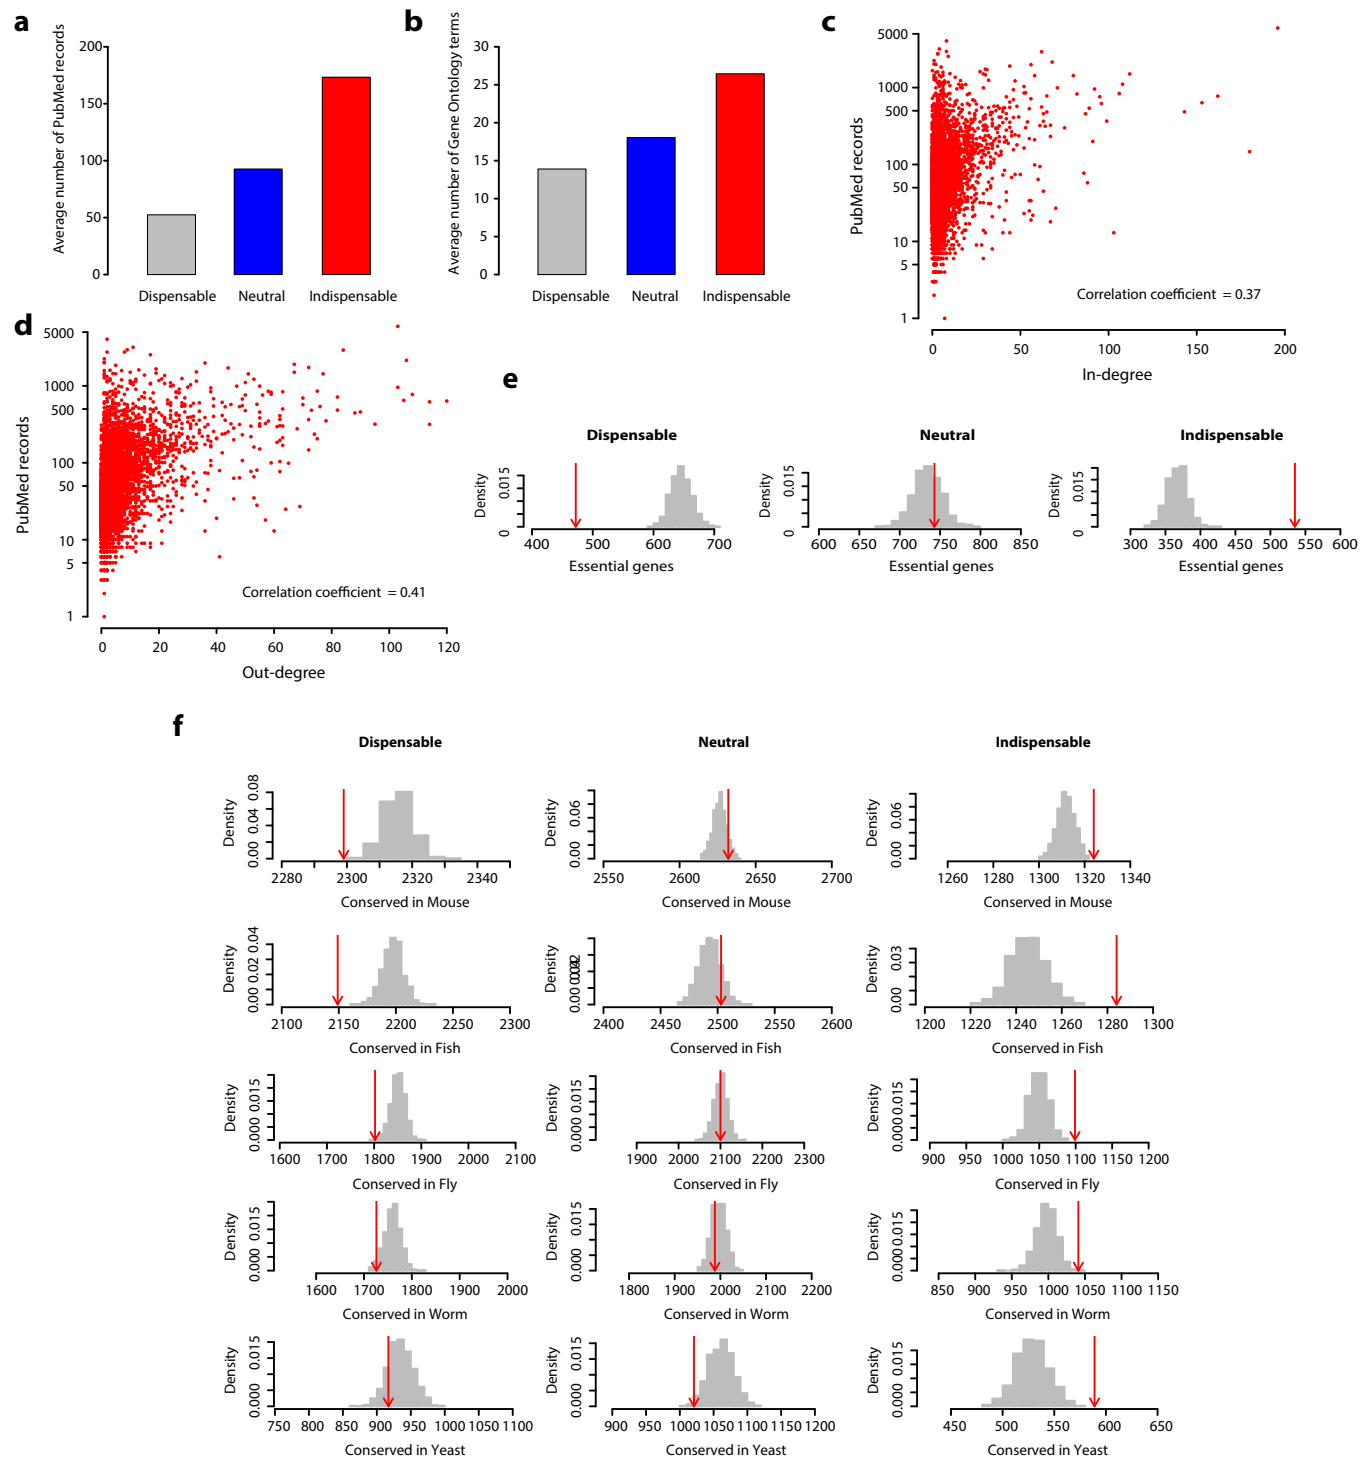 a
Average number of PubMed records
200
150
100
50
0
Dispensable Neutral Indispensable
b
Average number of Gene Ontology terms
30
25
20
15
10
5
0
Dispensable Neutral Indispensable
c
PubMed records
5000
1000
500
100
50
10
5
1
Correlation coefficient = 0.37
0 50 100 150 200
In-degree
d
PubMed records
5000
1000
500
100
50
10
5
1
Correlation coefficient = 0.41
0 20 40 60 80 100 120
Out-degree
e
Dispensable
Density
0 0.015
400 500 600 700
Essential genes
Neutral
Density
0 0.015
600 650 700 750 800 850
Essential genes
Indispensable
Density
0 0.015
300 350 400 450 500 550 600
Essential genes
f
Dispensable Neutral Indispensable
Density
0.00 0.04 0.08
2280 2300 2320 2340
Conserved in Mouse
Density
0.00 0.06
2550 2600 2650 2700
Conserved in Mouse
Density
0.00 0.06
1260 1280 1300 1320 1340
Conserved in Mouse
Density
0.00 0.02 0.04
2100 2150 2200 2250 2300
Conserved in Fish
Density
2400 2450 2500 2550 2600
Conserved in Fish
Density
0.00 0.03
1200 1220 1240 1260 1280 1300
Conserved in Fish
Density
0.000 0.015
1600 1700 1800 1900 2000 2100
Conserved in Fly
Density
0.000 0.015
1900 2000 2100 2200 2300
Conserved in Fly
Density
0.000 0.015
900 950 1000 1050 1100 1150 1200
Conserved in Fly
Density
0.000 0.015
1600 1700 1800 1900 2000
Conserved in Worm
Density
0.000 0.015
1800 1900 2000 2100 2200
Conserved in Worm
Density
0.000 0.015
850 900 950 1000 1050 1100 1150
Conserved in Worm
Density
0.000 0.015
750 800 850 900 950 1000 1100
Conserved in Yeast
Density
0.000 0.015
900 950 1000 1050 1100 1150 1200
Conserved in Yeast
Density
0.000 0.015
450 500 550 600 650
Conserved in Yeast